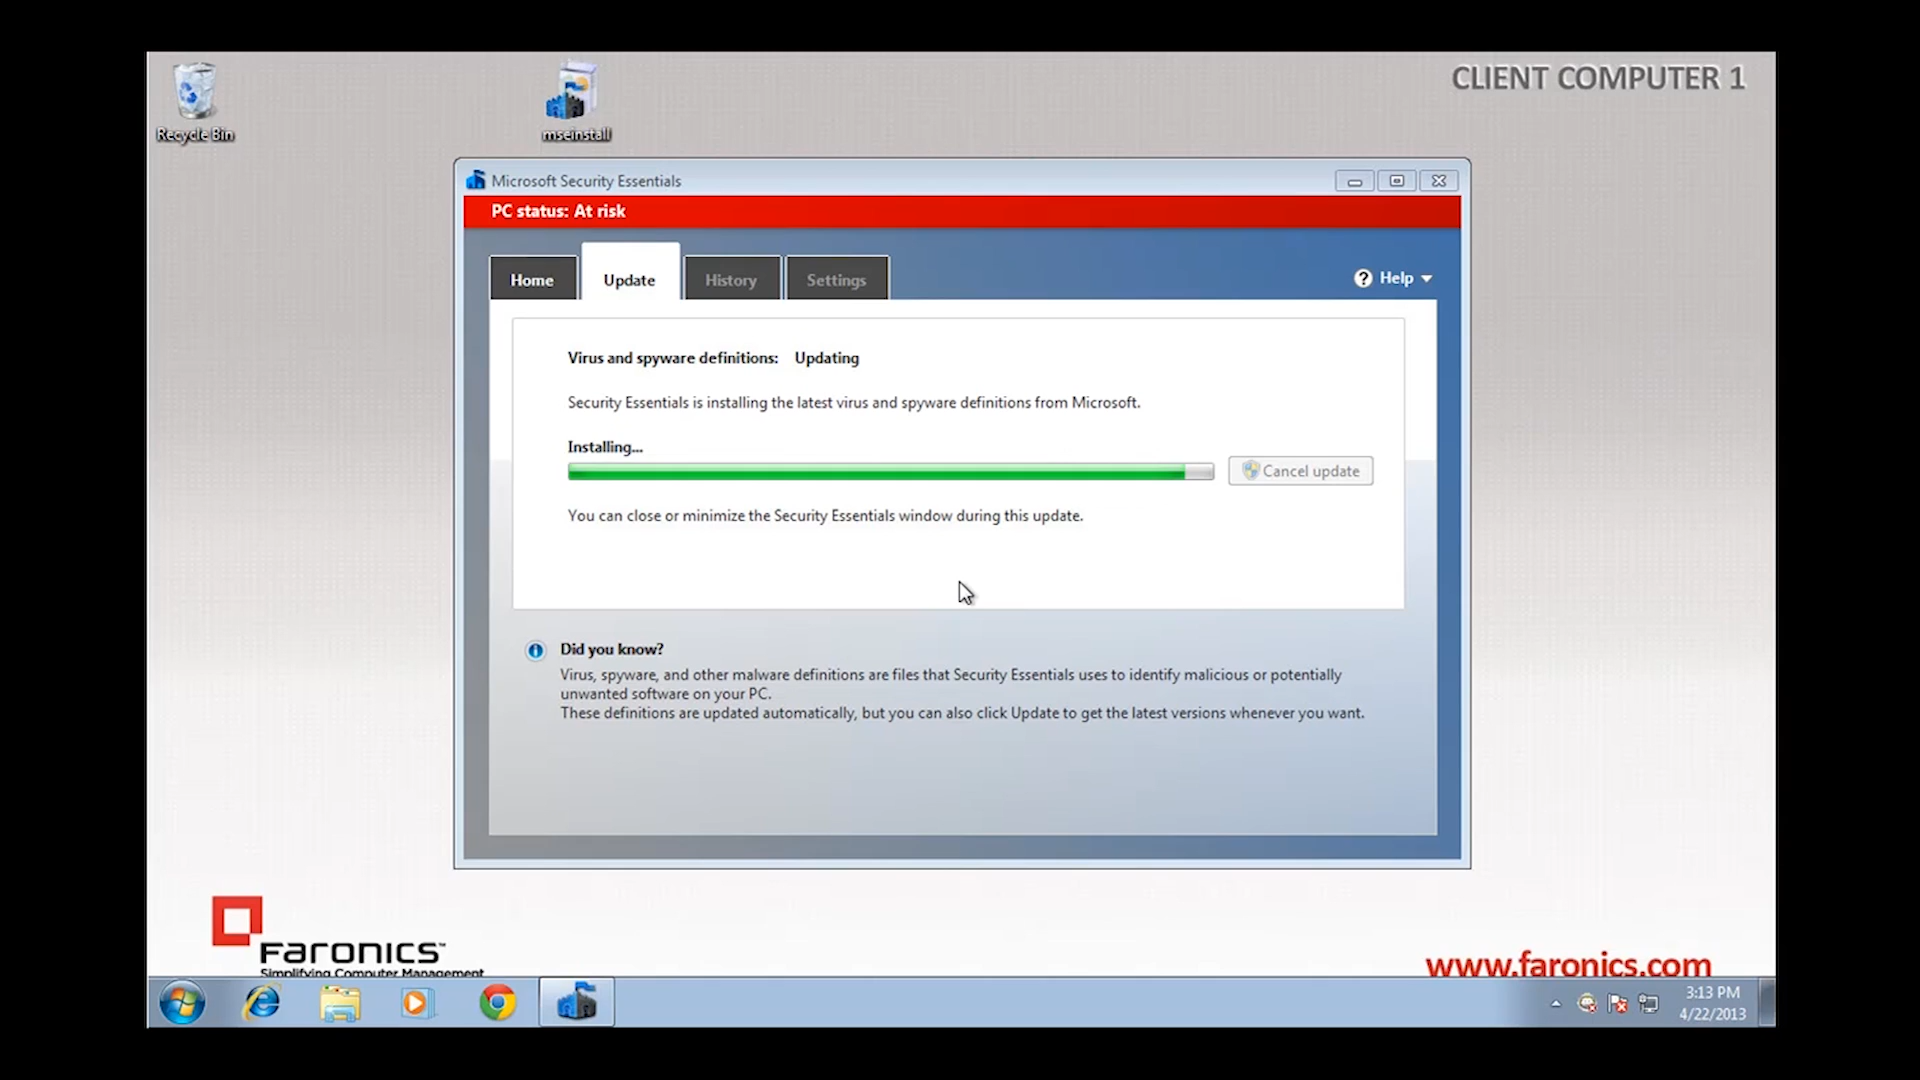 CLIENT COMPUTER 1
Recycle Bin
mseinstall
Microsoft Security Essentials
PC status: At risk
Home
Update
History
Settings
? Help
Virus and spyware definitions: Updating
Security Essentials is installing the latest virus and spyware definitions from Microsoft.
Installing...
Cancel update
You can close or minimize the Security Essentials window during this update.
Did you know?
Virus, spyware, and other malware definitions are files that Security Essentials uses to identify malicious or potentially
unwanted software on your PC.
These definitions are updated automatically, but you can also click Update to get the latest versions whenever you want.
FARONICS™
Simplifying Computer Management
www.faronics.com
3:13 PM
4/22/2013